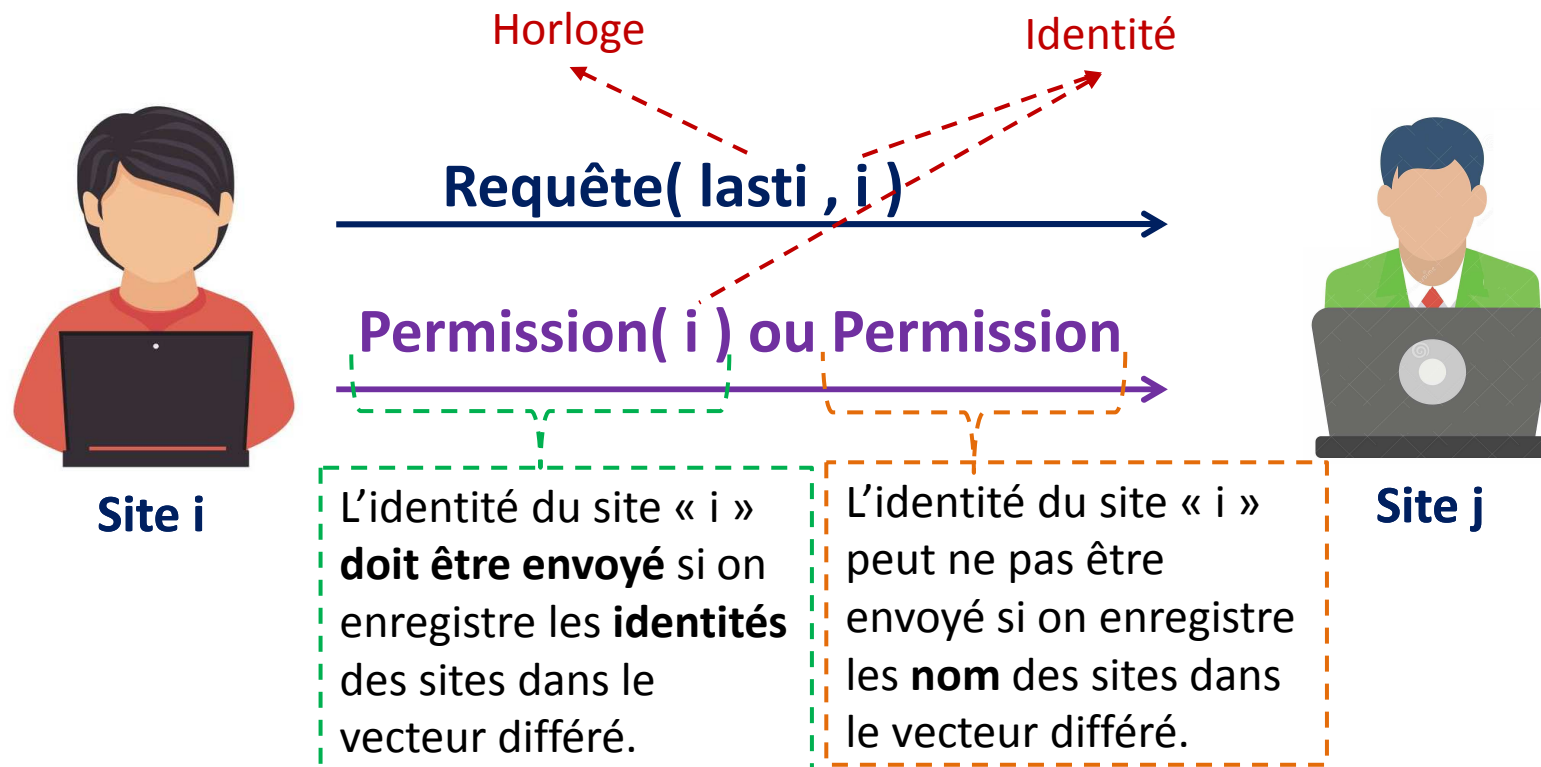 Horloge
Identité
Requête( lasti , i )
Permission( i ) ou Permission
Site i
L’identité du site « i »
doit être envoyé si on
enregistre les identités
des sites dans le
vecteur différé.
L’identité du site « i »
peut ne pas être
envoyé si on enregistre
les nom des sites dans
le vecteur différé.
Site j